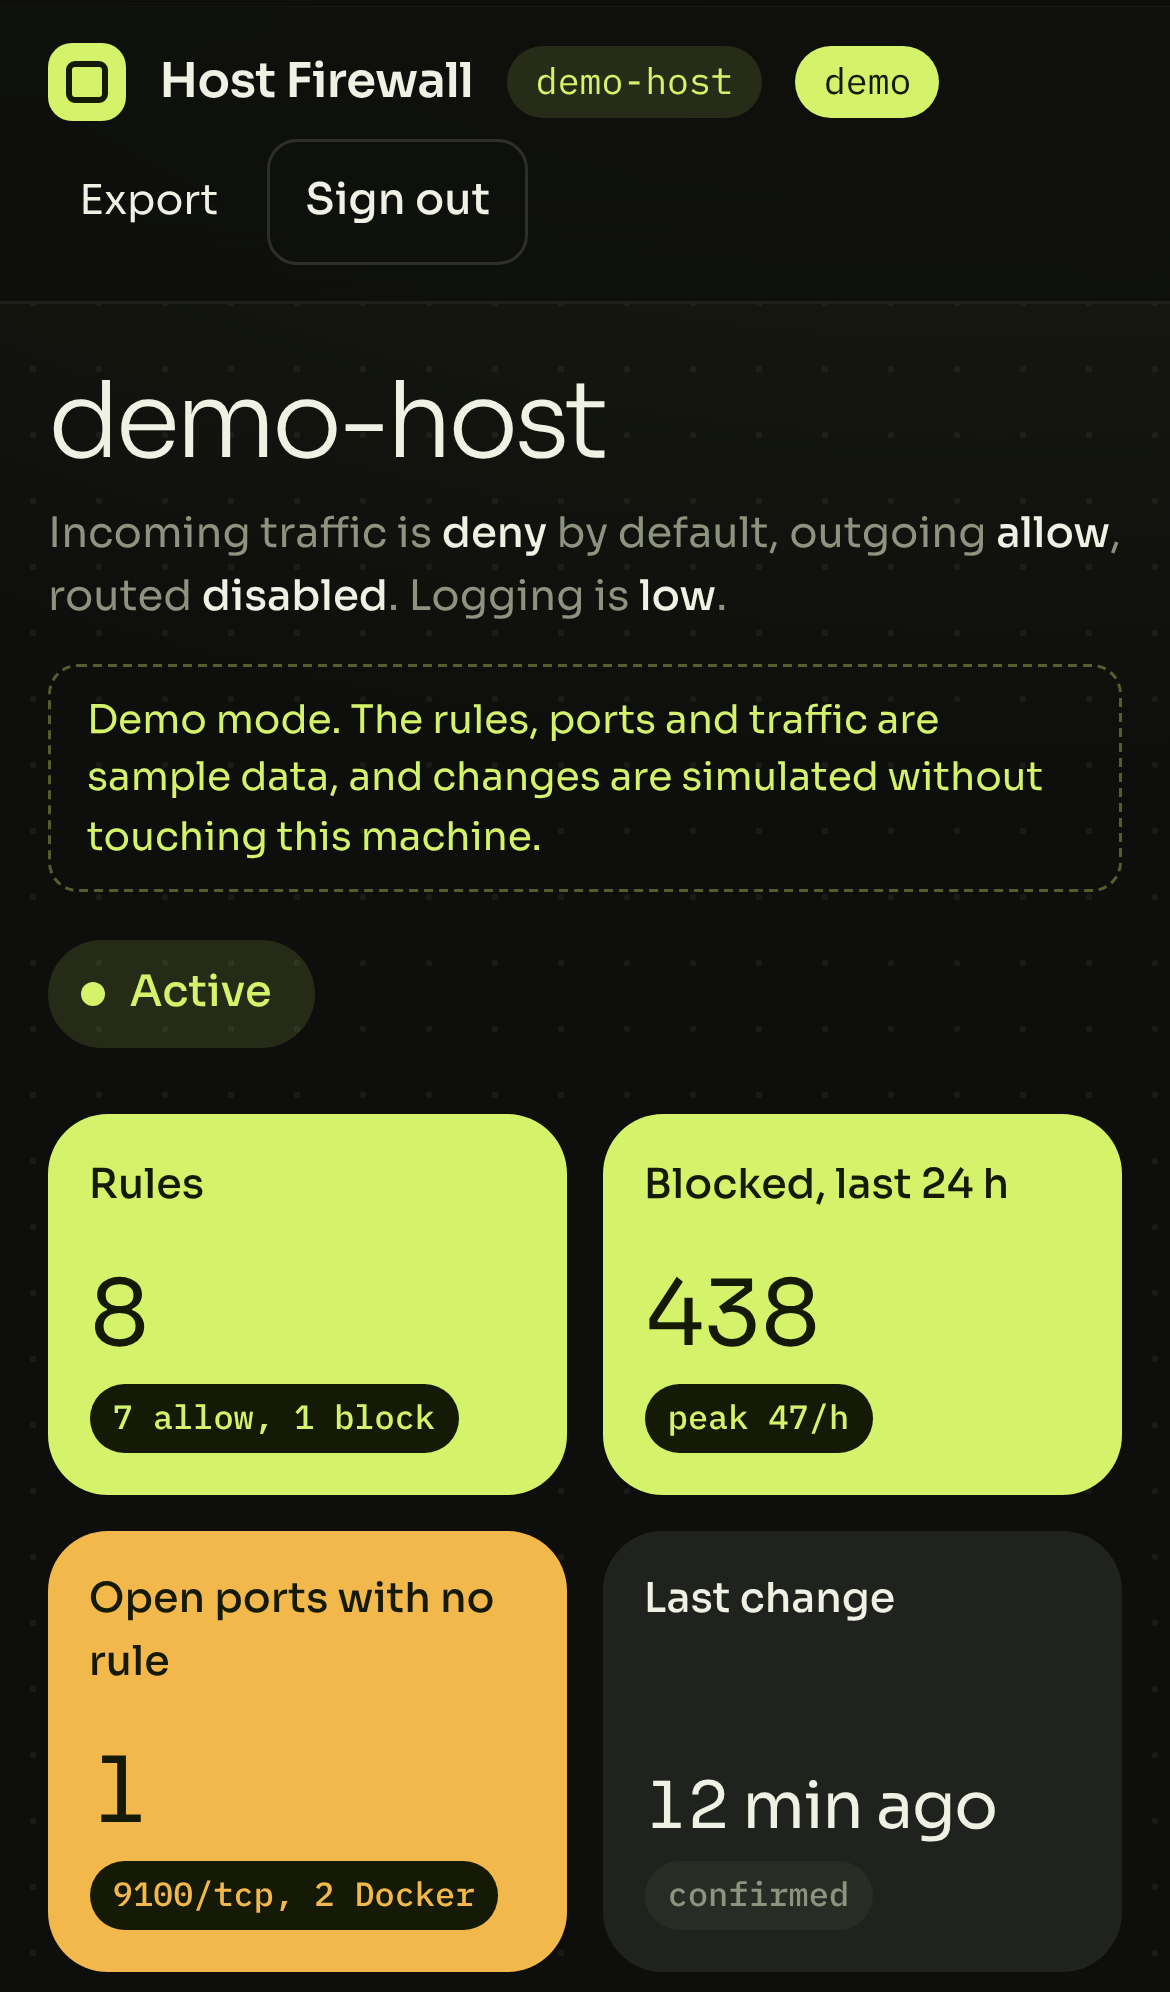 Host Firewall demo-host demo
Export Sign out
demo-host
Incoming traffic is deny by default, outgoing allow,
routed disabled. Logging is low.
Demo mode. The rules, ports and traffic are
sample data, and changes are simulated without
touching this machine.
Active
Rules
8
7 allow, 1 block
Blocked, last 24 h
438
peak 47/h
Open ports with no
rule
1
9100/tcp, 2 Docker
Last change
12 min ago
confirmed